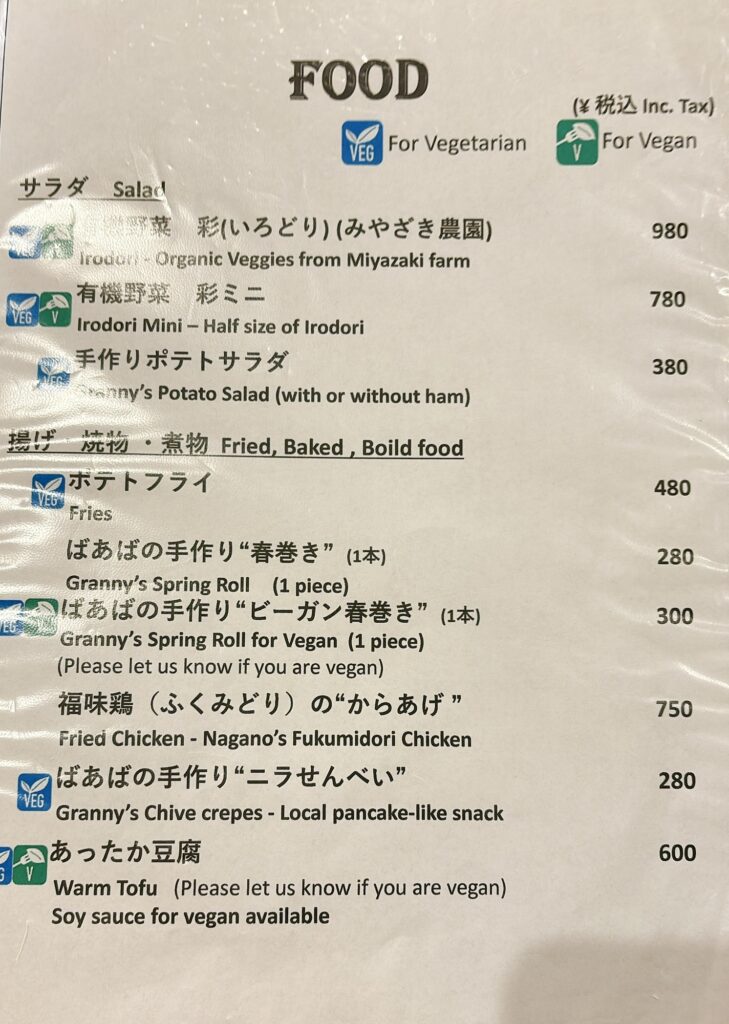 FOOD
(¥ 税込 Inc. Tax)
VEG For Vegetarian V For Vegan
サラダ Salad
有機野菜 彩(いろどり) (みやざき農園) 980
VEG V
Irodori - Organic Veggies from Miyazaki farm
有機野菜 彩ミニ 780
VEG V
Irodori Mini – Half size of Irodori
手作りポテトサラダ 380
VEG
Granny's Potato Salad (with or without ham)
揚げ 焼物 ・煮物 Fried, Baked , Boild food
VEG ポテトフライ 480
Fries
ばあばの手作り“春巻き” (1本) 280
Granny's Spring Roll (1 piece)
VEG V ばあばの手作り“ビーガン春巻き” (1本) 300
Granny's Spring Roll for Vegan (1 piece)
(Please let us know if you are vegan)
福味鶏（ふくみどり）の“からあげ ” 750
Fried Chicken - Nagano's Fukumidori Chicken
VEG ばあばの手作り“ニラせんべい” 280
Granny's Chive crepes - Local pancake-like snack
V あったか豆腐 600
Warm Tofu (Please let us know if you are vegan)
Soy sauce for vegan available